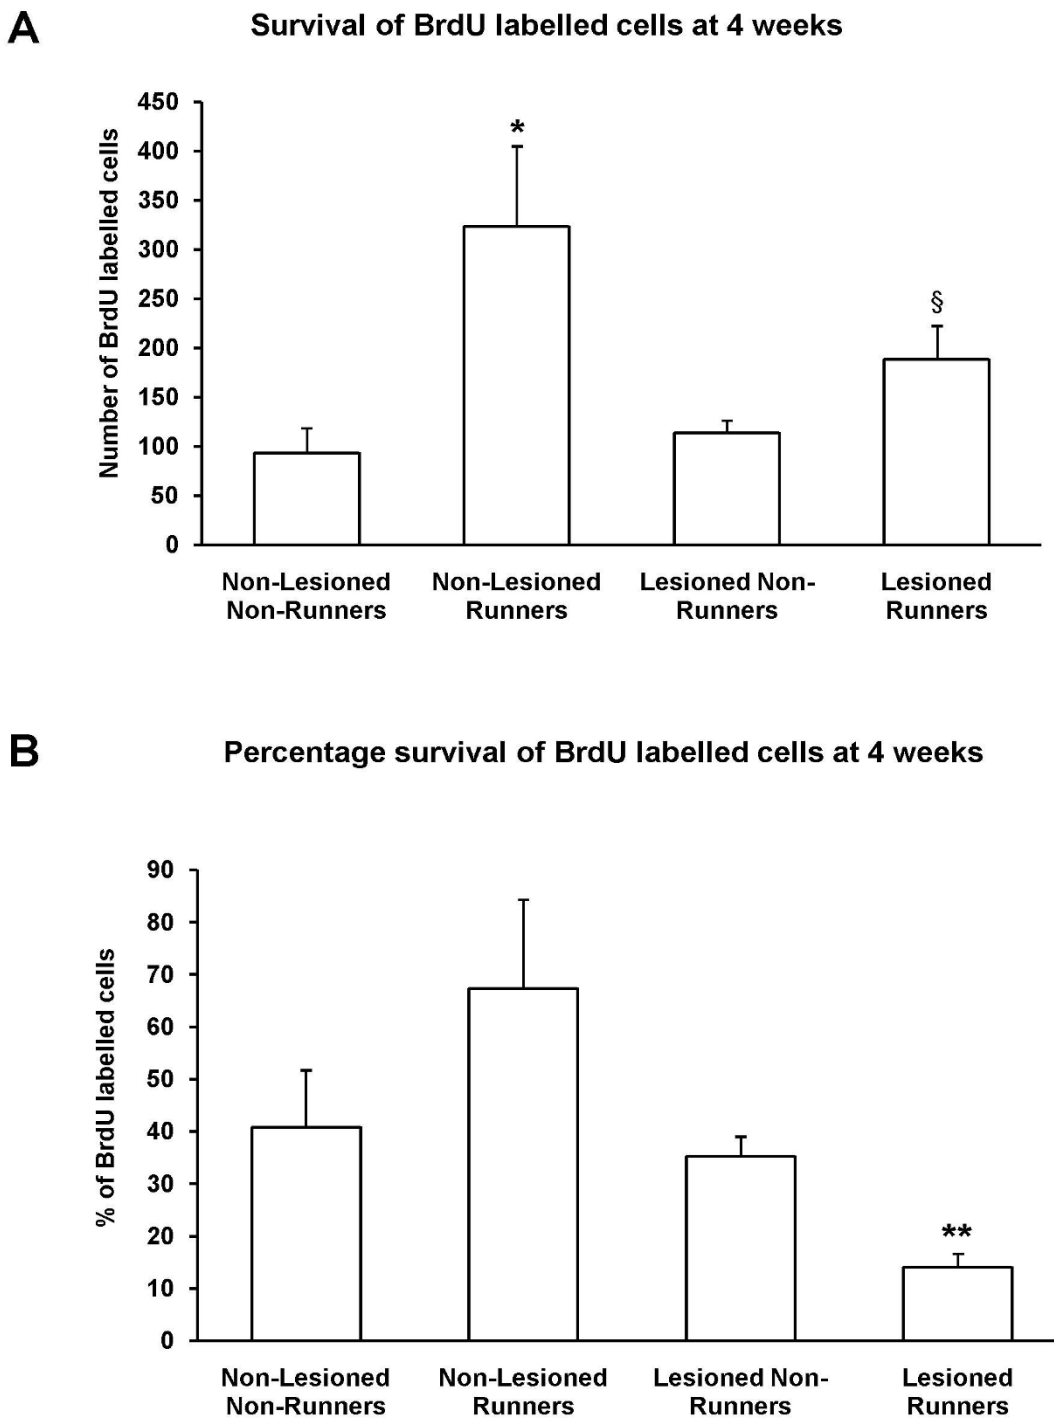 A
Survival of BrdU labelled cells at 4 weeks
Number of BrdU labelled cells
450
400
350
300
250
200
150
100
50
0
*
§
Non-Lesioned
Non-Runners
Non-Lesioned
Runners
Lesioned Non-
Runners
Lesioned
Runners
B
Percentage survival of BrdU labelled cells at 4 weeks
% of BrdU labelled cells
90
80
70
60
50
40
30
20
10
0
**
Non-Lesioned
Non-Runners
Non-Lesioned
Runners
Lesioned Non-
Runners
Lesioned
Runners